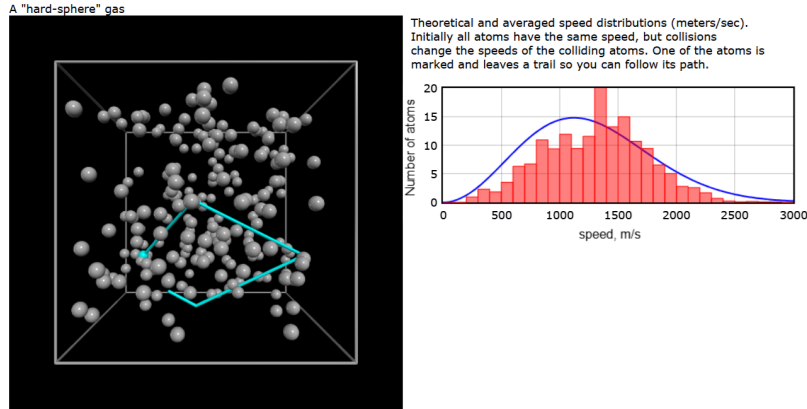 A "hard-sphere" gas
Theoretical and averaged speed distributions (meters/sec).
Initially all atoms have the same speed, but collisions
change the speeds of the colliding atoms. One of the atoms is
marked and leaves a trail so you can follow its path.
Number of atoms
20
15
10
5
0
0 500 1000 1500 2000 2500 3000
speed, m/s